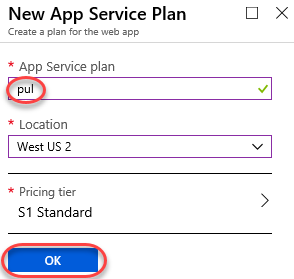 New App Service Plan
Create a plan for the web app
* App Service plan
pul
* Location
West US 2
* Pricing tier
S1 Standard
OK